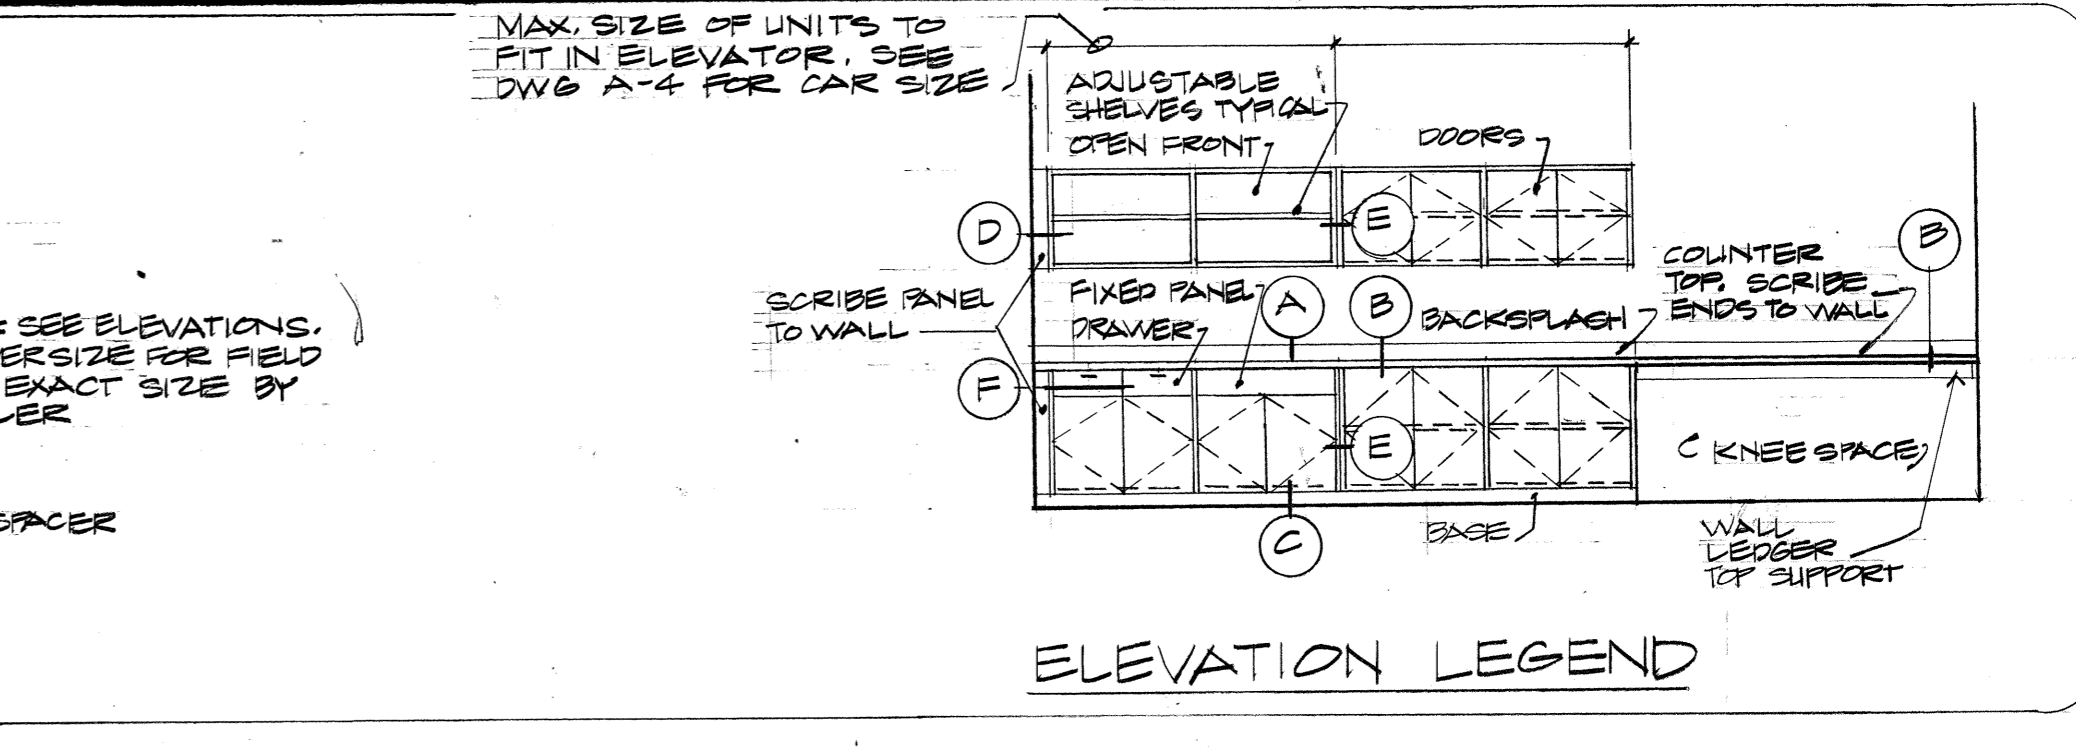 MAX. SIZE OF UNITS TO
FIT IN ELEVATOR. SEE
DWG A-4 FOR CAR SIZE
ADJUSTABLE
SHELVES TYPICAL
OPEN FRONT
DOORS
D
E
B
COUNTER
TOP. SCRIBE
ENDS TO WALL
SCRIBE PANEL
TO WALL
FIXED PANEL
DRAWER
A
B
BACKSPLASH
: SEE ELEVATIONS.
ERSIZE FOR FIELD
EXACT SIZE BY
LER
F
E
KNEE SPACE
SPACER
C
BASE
WALL
LEDGER
TOP SUPPORT
ELEVATION LEGEND